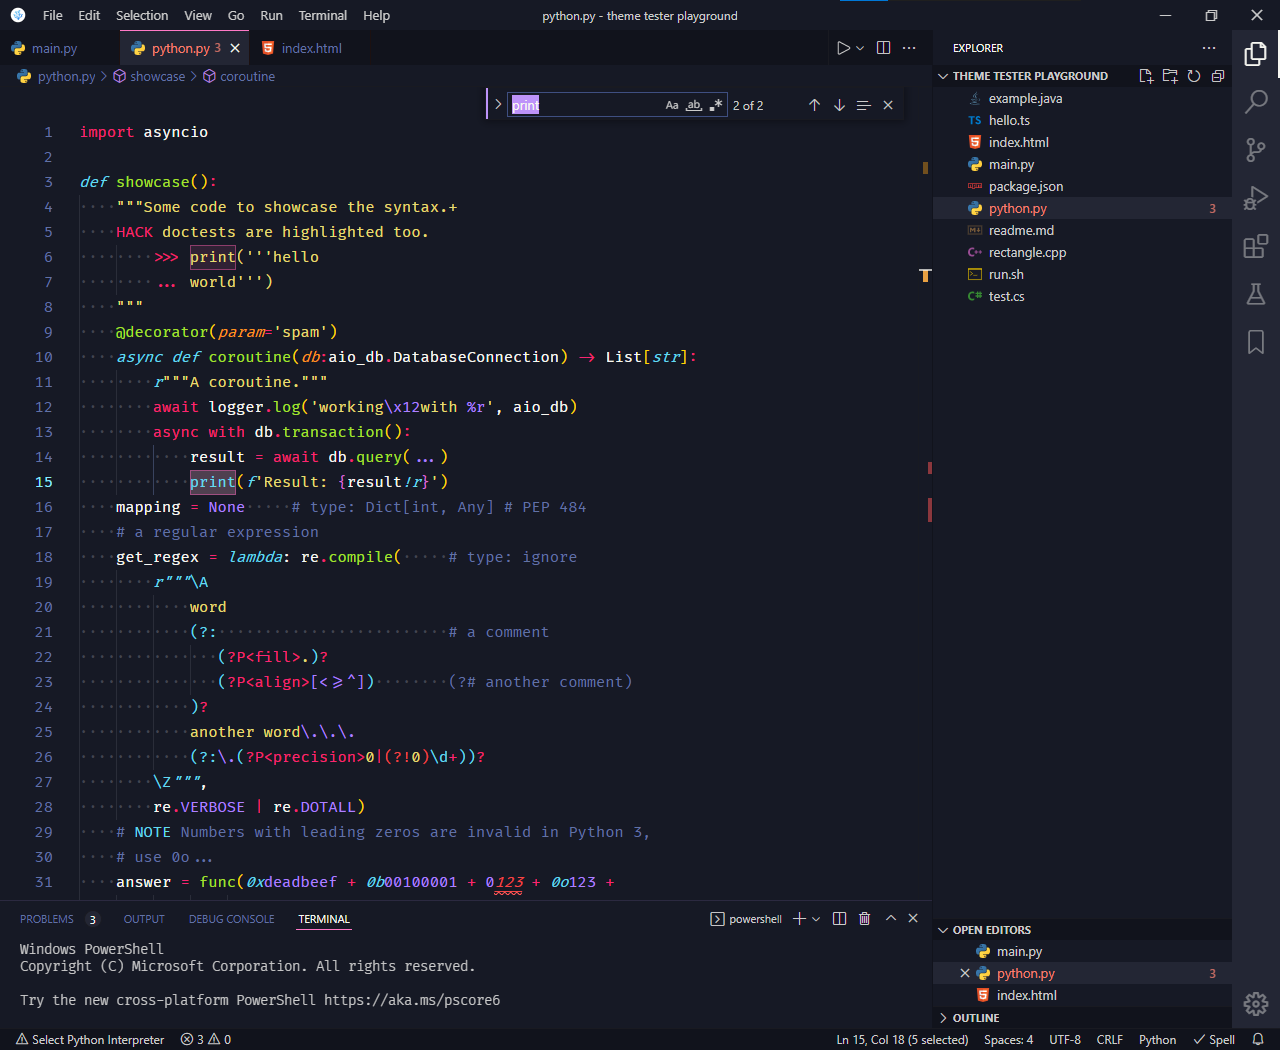 File Edit Selection View Go Run Terminal Help python.py - theme tester playground
main.py python.py 3 index.html
python.py > showcase > coroutine
print Aa ab 2 of 2
1 import asyncio
2
3 def showcase():
4 """Some code to showcase the syntax.+
5 HACK doctests are highlighted too.
6 >>> print('''hello
7 ... world''')
8 """
9 @decorator(param='spam')
10 async def coroutine(db:aio_db.DatabaseConnection) -> List[str]:
11 r"""A coroutine."""
12 await logger.log('working\x12with %r', aio_db)
13 async with db.transaction():
14 result = await db.query(...)
15 print(f'Result: {result!r}')
16 mapping = None # type: Dict[int, Any] # PEP 484
17 # a regular expression
18 get_regex = lambda: re.compile( # type: ignore
19 r"""\A
20 word
21 (?: # a comment
22 (?P<fill>.)?
23 (?P<align>[<>=^]) (?# another comment)
24 )?
25 another word\.\.\.
26 (?:\.(?P<precision>0|(?!0)\d+))?
27 \Z""",
28 re.VERBOSE | re.DOTALL)
29 # NOTE Numbers with leading zeros are invalid in Python 3,
30 # use 0o...
31 answer = func(0xdeadbeef + 0b00100001 + 0123 + 0o123 +
PROBLEMS 3 OUTPUT DEBUG CONSOLE TERMINAL powershell
Windows PowerShell
Copyright (C) Microsoft Corporation. All rights reserved.
Try the new cross-platform PowerShell https://aka.ms/pscore6
EXPLORER
THEME TESTER PLAYGROUND
example.java
TS hello.ts
index.html
main.py
package.json
python.py 3
readme.md
C++ rectangle.cpp
run.sh
C# test.cs
OPEN EDITORS
main.py
python.py 3
index.html
OUTLINE
Select Python Interpreter 3 0 Ln 15, Col 18 (5 selected) Spaces: 4 UTF-8 CRLF Python Spell